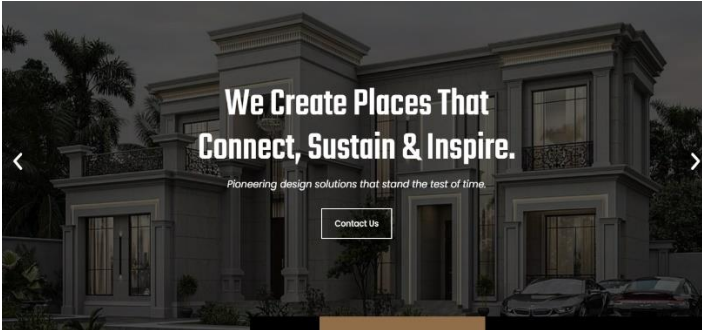 We Create Places That
Connect, Sustain & Inspire.
Pioneering design solutions that stand the test of time.
Contact Us